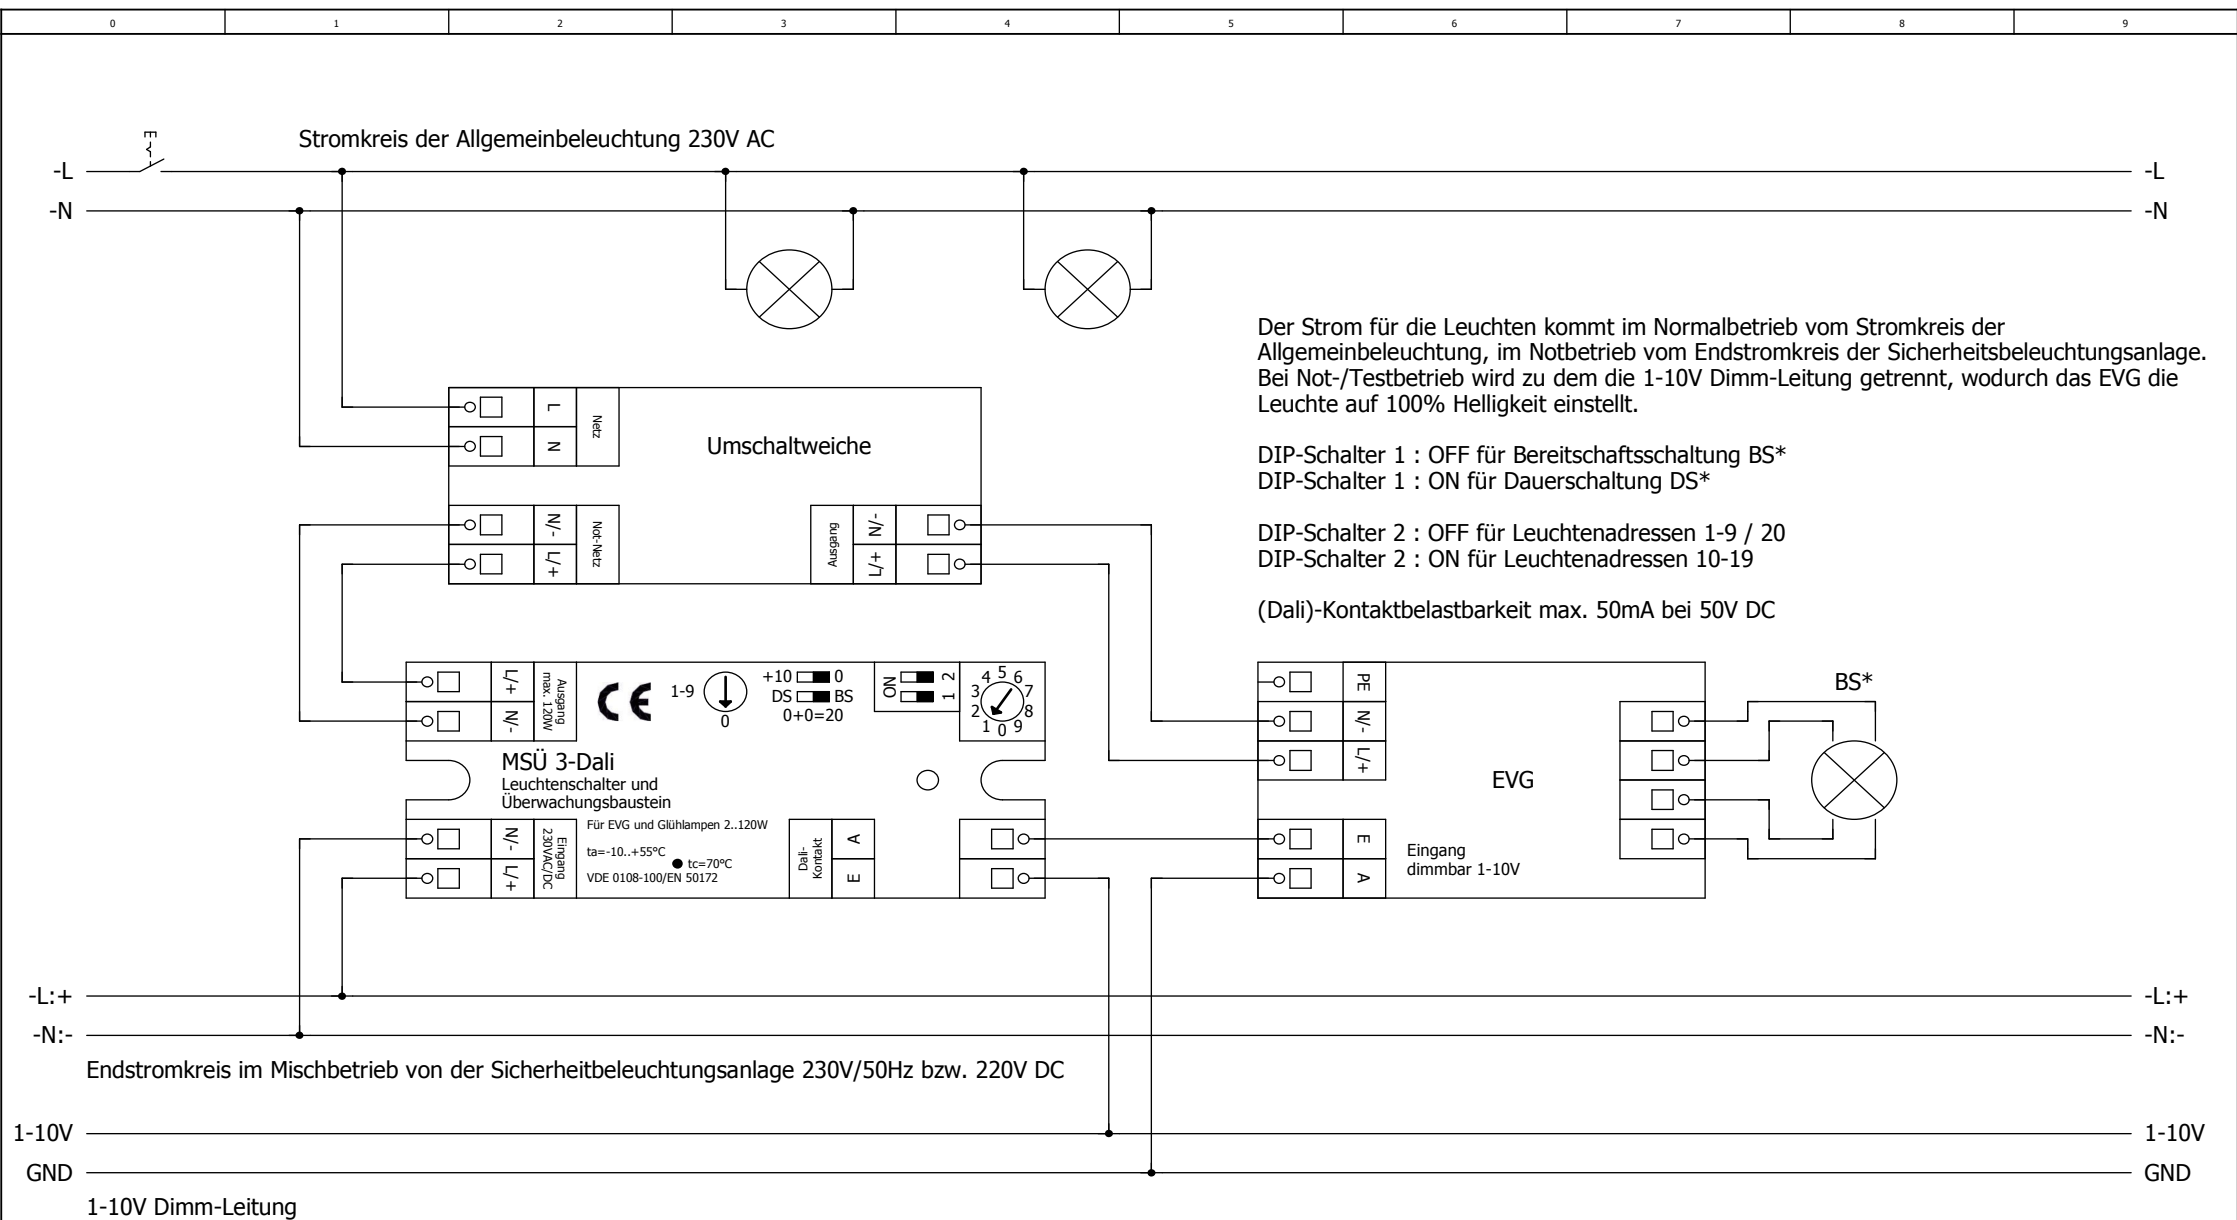 0 1 2 3 4 5 6 7 8 9
E
Stromkreis der Allgemeinbeleuchtung 230V AC
-L -L
-N -N
Der Strom für die Leuchten kommt im Normalbetrieb vom Stromkreis der
Allgemeinbeleuchtung, im Notbetrieb vom Endstromkreis der Sicherheitsbeleuchtungsanlage.
Bei Not-/Testbetrieb wird zu dem die 1-10V Dimm-Leitung getrennt, wodurch das EVG die
Leuchte auf 100% Helligkeit einstellt.
DIP-Schalter 1 : OFF für Bereitschaftsschaltung BS*
DIP-Schalter 1 : ON für Dauerschaltung DS*
DIP-Schalter 2 : OFF für Leuchtenadressen 1-9 / 20
DIP-Schalter 2 : ON für Leuchtenadressen 10-19
(Dali)-Kontaktbelastbarkeit max. 50mA bei 50V DC
L
N
Netz
Umschaltweiche
N/-
L/+
Not-Netz
Ausgang
N/-
L/+
L/+
N/-
Ausgang
max. 120W
CE
1-9
0
+10 0
DS BS
0+0=20
ON
1 2
0 1 2 3 4 5 6 7 8 9
MSÜ 3-Dali
Leuchtenschalter und
Überwachungsbaustein
Für EVG und Glühlampen 2..120W
ta=-10..+55°C
tc=70°C
VDE 0108-100/EN 50172
N/-
L/+
Eingang
230VAC/DC
Dali-
Kontakt
A
E
PE
N/-
L/+
EVG
E
A
Eingang
dimmbar 1-10V
BS*
-L:+ -L:+
-N:- -N:-
Endstromkreis im Mischbetrieb von der Sicherheitbeleuchtungsanlage 230V/50Hz bzw. 220V DC
1-10V 1-10V
GND GND
1-10V Dimm-Leitung